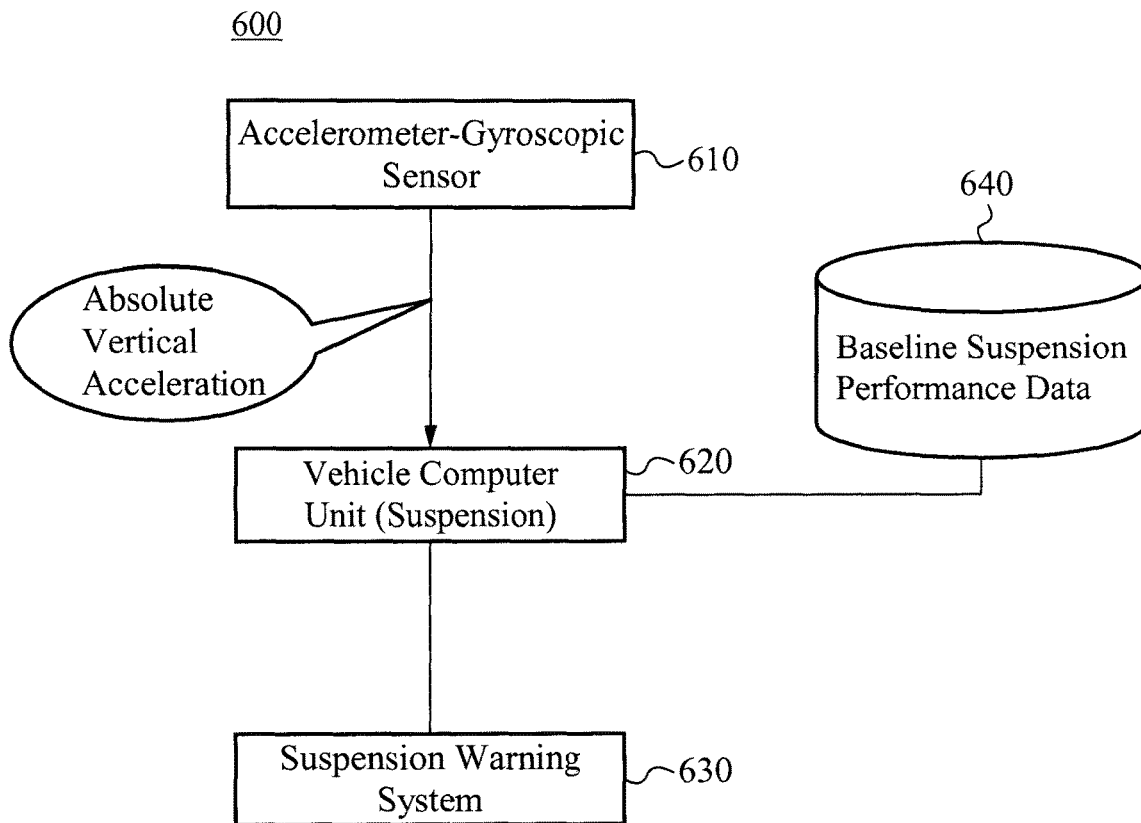 600
Accelerometer-Gyroscopic
Sensor
610
640
Absolute
Vertical
Acceleration
Baseline Suspension
Performance Data
Vehicle Computer
Unit (Suspension)
620
Suspension Warning
System
630